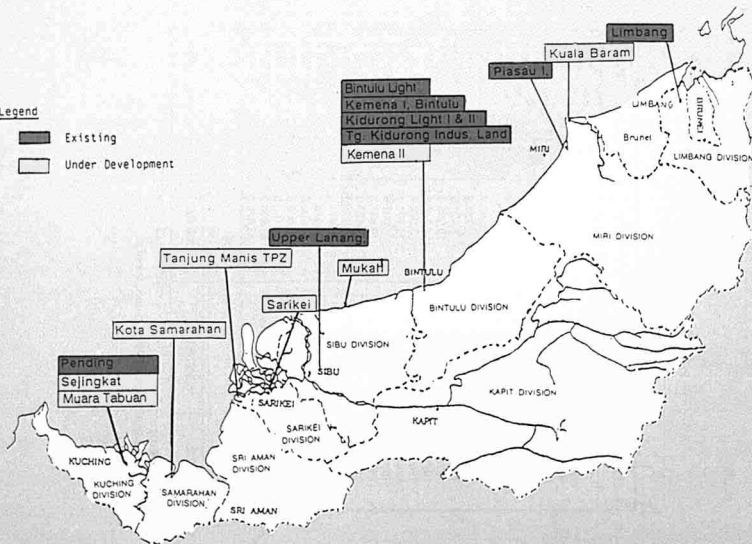 Limbang
Kuala Baram
Piasau I.
Bintulu Light
Kemena I, Bintulu
Kidurong Light I & II
Tg. Kidurong Indus. Land
Kemena II
Legend
Existing
Under Development
LIMBANG
BRUNEI
Brunei
LIMBANG DIVISION
MIRI
MIRI DIVISION
Upper Lanang
Tanjung Manis TPZ
Mukah
BINTULU
BINTULU DIVISION
Sarikei
Kota Samarahan
SIBU DIVISION
SIBU
KAPIT DIVISION
Pending
Sejingkat
Muara Tabuan
SARIKEI
SARIKEI DIVISION
KAPIT
KUCHING
KUCHING DIVISION
SRI AMAN DIVISION
SAMARAHAN DIVISION
SRI AMAN